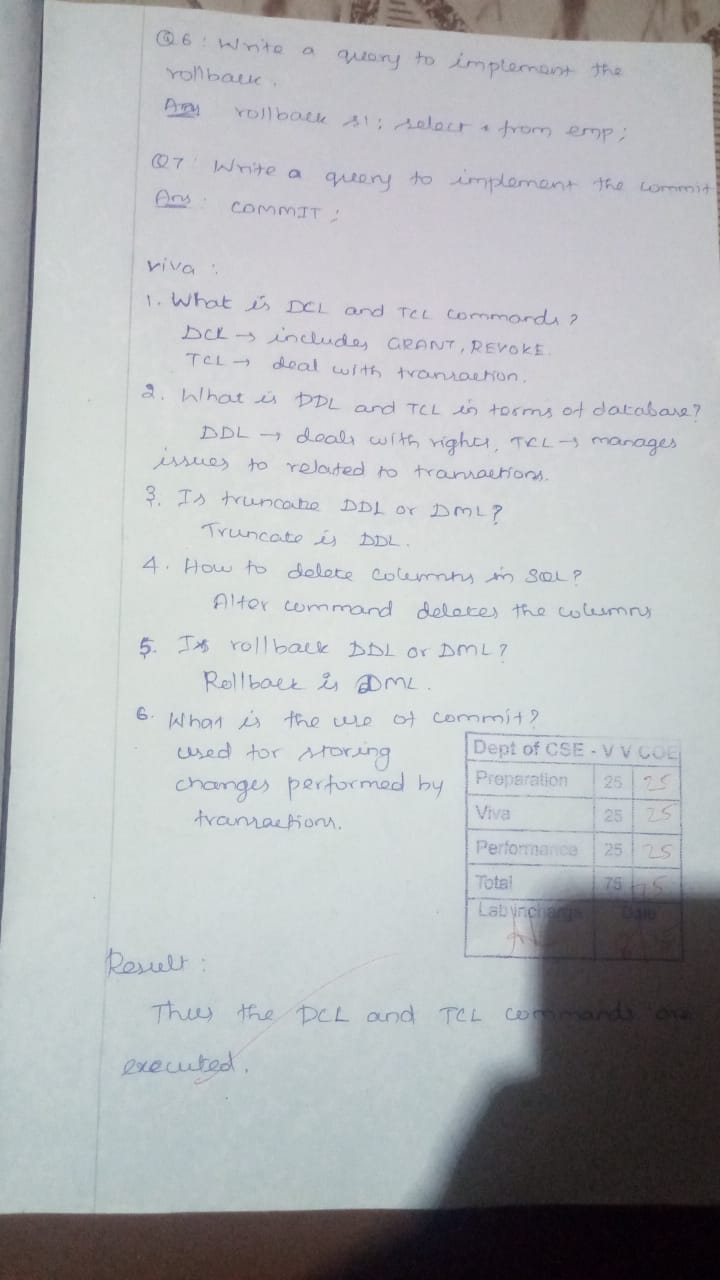 Q6 : Write a query to implement the
rollback.
Ans rollback s1; select * from emp;
Q7 : Write a query to implement the commit
Ans : COMMIT ;
viva :
1. What is DCL and TCL commands?
DCL → includes GRANT, REVOKE.
TCL → deal with transaction.
2. What is DDL and TCL in terms of database?
DDL → deals with rights, TCL → manages
issues to related to transactions.
3. Is truncate DDL or DML?
Truncate is DDL.
4. How to delete columns in SQL?
Alter command deletes the columns
5. Is rollback DDL or DML?
Rollback is DML.
6. What is the use of commit?
used for storing
changes performed by
transactions.
Dept of CSE - V V COE
Preparation 25 25
Viva 25 25
Performance 25 25
Total 75 75
Lab incharge Date
Result :
Thus the DCL and TCL commands are
executed.